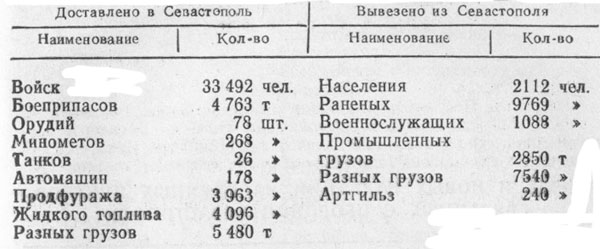 Доставлено в Севастополь Вывезено из Севастополя
Наименование Кол-во Наименование Кол-во
Войск 33 492 чел. Населения 2112 чел.
Боеприпасов 4 763 т Раненых 9769 »
Орудий 78 шт. Военнослужащих 1088 »
Минометов 268 » Промышленных
Танков 26 » грузов 2850 т
Автомашин 178 » Разных грузов 7540 »
Продфуража 3 963 » Артгильз 240 »
Жидкого топлива 4 096 »
Разных грузов 5 480 т